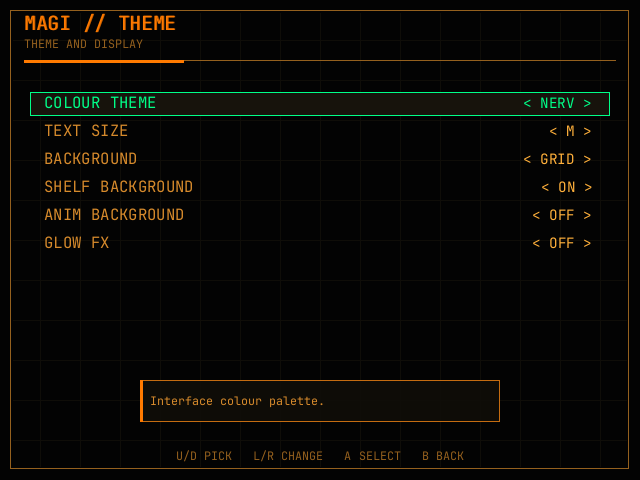 MAGI // THEME
THEME AND DISPLAY
COLOUR THEME < NERV >
TEXT SIZE < M >
BACKGROUND < GRID >
SHELF BACKGROUND < ON >
ANIM BACKGROUND < OFF >
GLOW FX < OFF >
Interface colour palette.
U/D PICK L/R CHANGE A SELECT B BACK